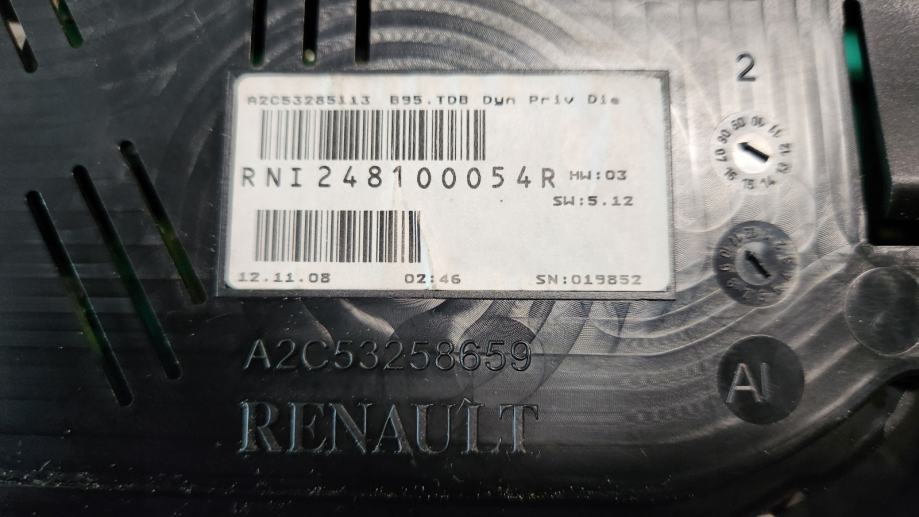 A2C53285113 B95.TDB Dyn Priv Die
2
RNI248100054R HW:03
SW:5.12
12.11.08 02:46 SN:019852
A2C53258659
AI
RENAULT